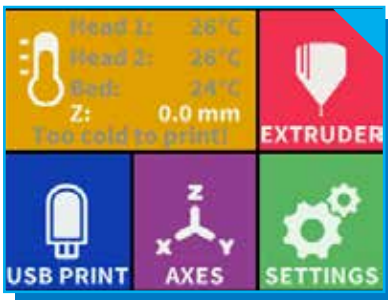 Head 1: 26°C
Head 2: 26°C
Bed: 24°C
Z: 0.0 mm
Too cold to print!
EXTRUDER
USB PRINT
Z
X Y
AXES
SETTINGS